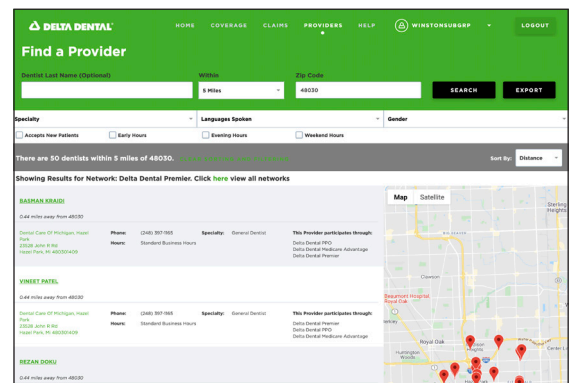 DELTA DENTAL
HOME COVERAGE CLAIMS PROVIDERS HELP WINSTONSUBGRP LOGOUT
Find a Provider
Dentist Last Name (Optional) Within Zip Code
5 Miles 48030 SEARCH EXPORT
Specialty Languages Spoken Gender
Accepts New Patients Early Hours Evening Hours Weekend Hours
There are 50 dentists within 5 miles of 48030.
Sort By: Distance
Showing Results for Network: Delta Dental Premier. Click here view all networks
BASMAN KRAIDI
0.44 miles away from 48030
Dental Care Of Michigan, Hazel Park
23528 John R Rd
Hazel Park, MI 480301409
Phone: (248) 397-1165
Hours: Standard Business Hours
Specialty: General Dentist
This Provider participates through:
Delta Dental PPO
Delta Dental Medicare Advantage
Delta Dental Premier
VINEET PATEL
0.44 miles away from 48030
Dental Care Of Michigan, Hazel Park
23528 John R Rd
Hazel Park, MI 480301409
Phone: (248) 397-1165
Hours: Standard Business Hours
Specialty: General Dentist
This Provider participates through:
Delta Dental Premier
Delta Dental PPO
Delta Dental Medicare Advantage
REZAN DOKU
0.44 miles away from 48030
Map Satellite
Sterling Heights
Clawson
Beaumont Hospital Royal Oak
Royal Oak
Huntington Woods